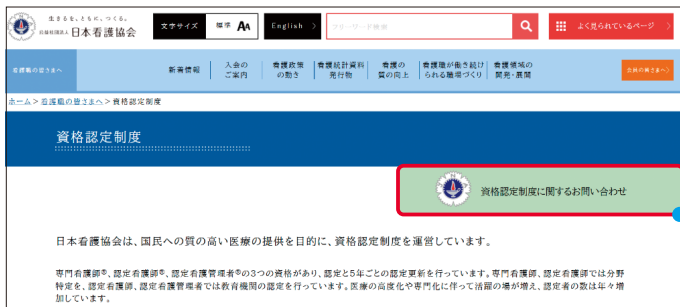 生きるを、ともに、つくる。
公益社団法人 日本看護協会
文字サイズ 標準 AA English フリーワード検索 よく見られているページ
看護職の皆さまへ 新着情報 入会のご案内 看護政策の動き 看護統計資料発行物 看護の質の向上 看護職が働き続けられる職場づくり 看護領域の開発・展開 会員の皆さまへ
ホーム > 看護職の皆さまへ > 資格認定制度
資格認定制度
資格認定制度に関するお問い合わせ
日本看護協会は、国民への質の高い医療の提供を目的に、資格認定制度を運営しています。
専門看護師®、認定看護師®、認定看護管理者®の3つの資格があり、認定と5年ごとの認定更新を行っています。専門看護師、認定看護師では分野
特定を、認定看護師、認定看護管理者では教育機関の認定を行っています。医療の高度化や専門化に伴って活躍の場が増え、認定者の数は年々増
加しています。